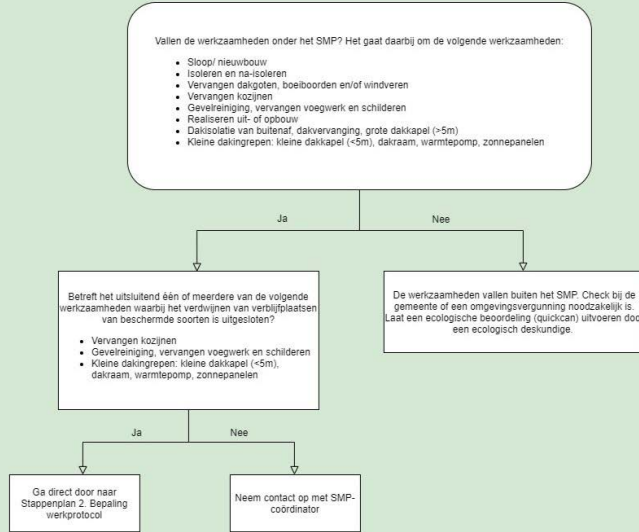 Vallen de werkzaamheden onder het SMP? Het gaat daarbij om de volgende werkzaamheden:
• Sloop/ nieuwbouw
• Isoleren en na-isoleren
• Vervangen dakgoten, boeiboorden en/of windveren
• Vervangen kozijnen
• Gevelreiniging, vervangen voegwerk en schilderen
• Realiseren uit- of opbouw
• Dakisolatie van buitenaf, dakvervanging, grote dakkapel (>5m)
• Kleine dakingrepen: kleine dakkapel (<5m), dakraam, warmtepomp, zonnepanelen
Ja
Nee
Betreft het uitsluitend één of meerdere van de volgende
werkzaamheden waarbij het verdwijnen van verblijfplaatsen
van beschermde soorten is uitgesloten?
• Vervangen kozijnen
• Gevelreiniging, vervangen voegwerk en schilderen
• Kleine dakingrepen: kleine dakkapel (<5m),
dakraam, warmtepomp, zonnepanelen
De werkzaamheden vallen buiten het SMP. Check bij de
gemeente of een omgevingsvergunning noodzakelijk is.
Laat een ecologische beoordeling (quickcan) uitvoeren door
een ecologisch deskundige.
Ja
Nee
Ga direct door naar
Stappenplan 2. Bepaling
werkprotocol
Neem contact op met SMP-
coördinator